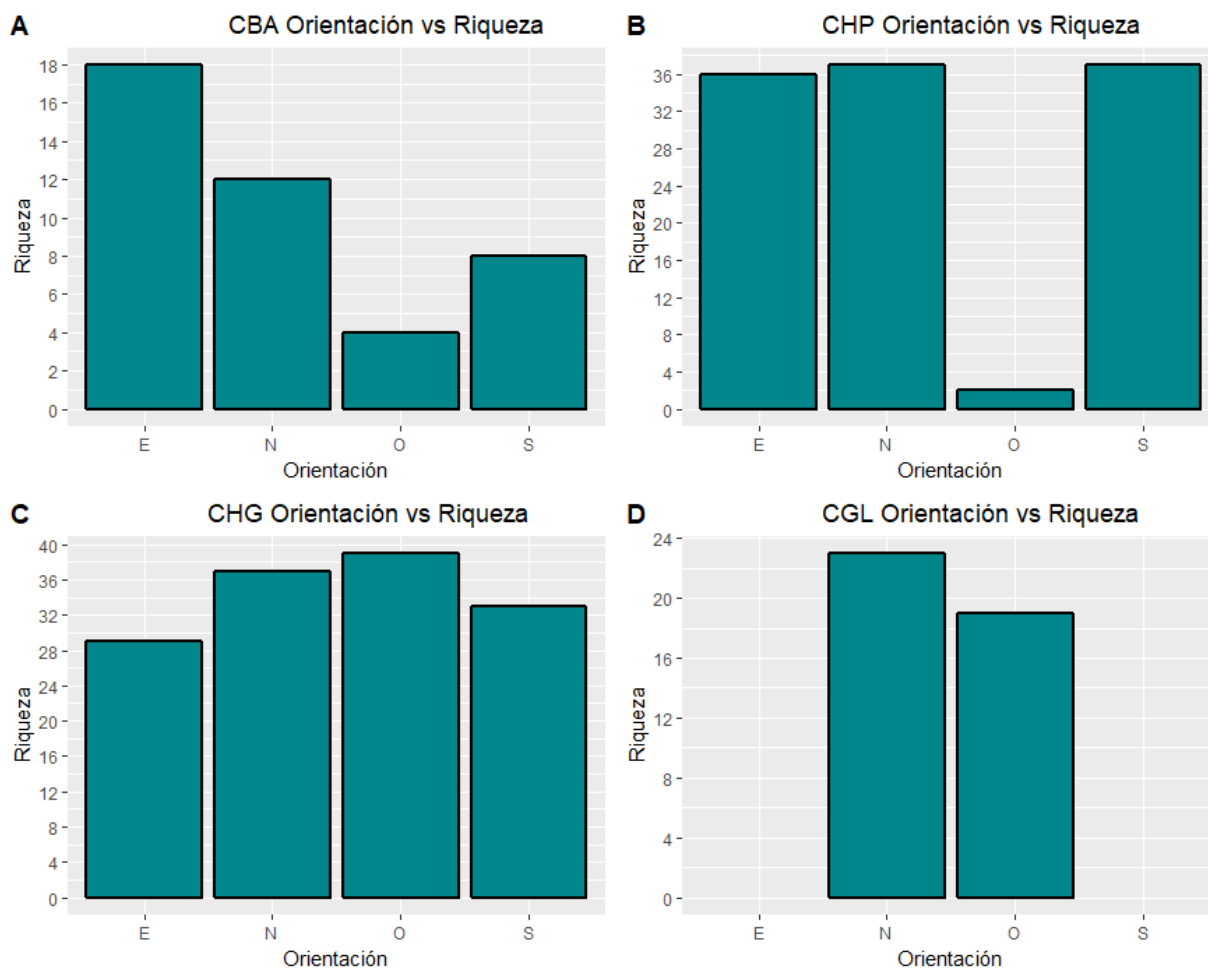 A
CBA Orientación vs Riqueza
18
16
14
12
10
8
6
4
2
0
Riqueza
E N O S
Orientación
B
CHP Orientación vs Riqueza
36
32
28
24
20
16
12
8
4
0
Riqueza
E N O S
Orientación
C
CHG Orientación vs Riqueza
40
36
32
28
24
20
16
12
8
4
0
Riqueza
E N O S
Orientación
D
CGL Orientación vs Riqueza
24
20
16
12
8
4
0
Riqueza
E N O S
Orientación